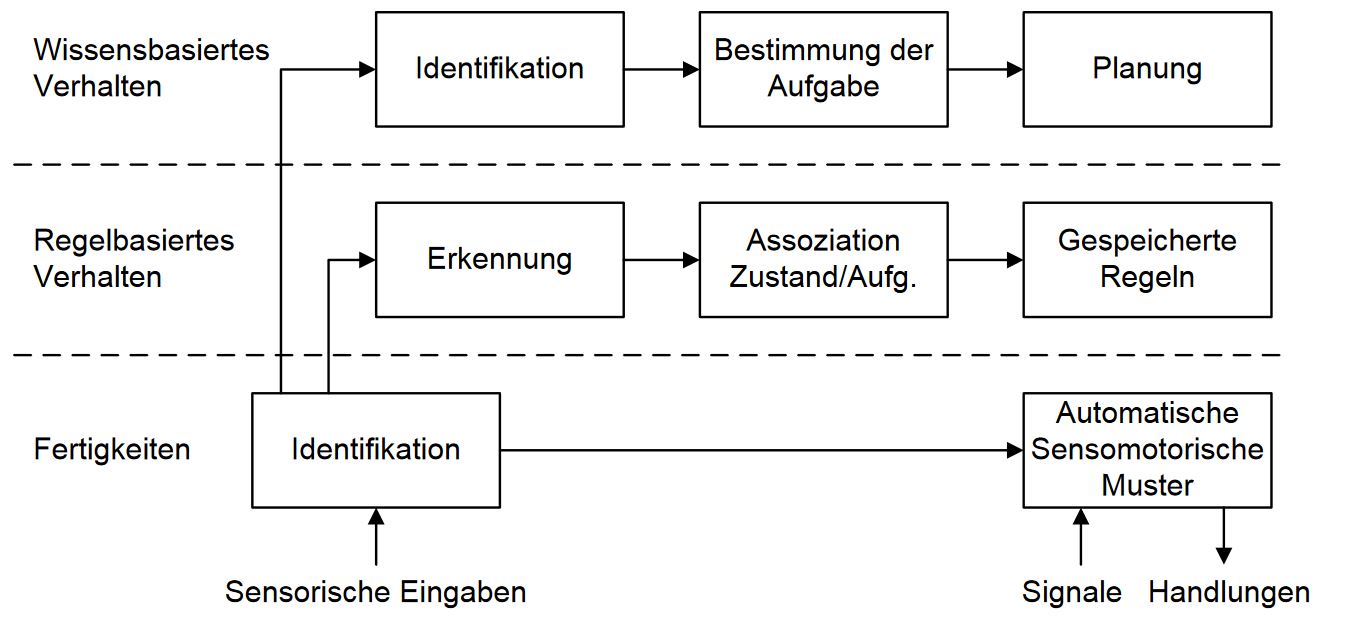 Wissensbasiertes
Verhalten
Identifikation
Bestimmung der
Aufgabe
Planung
Regelbasiertes
Verhalten
Erkennung
Assoziation
Zustand/Aufg.
Gespeicherte
Regeln
Fertigkeiten
Identifikation
Automatische
Sensomotorische
Muster
Sensorische Eingaben
Signale
Handlungen